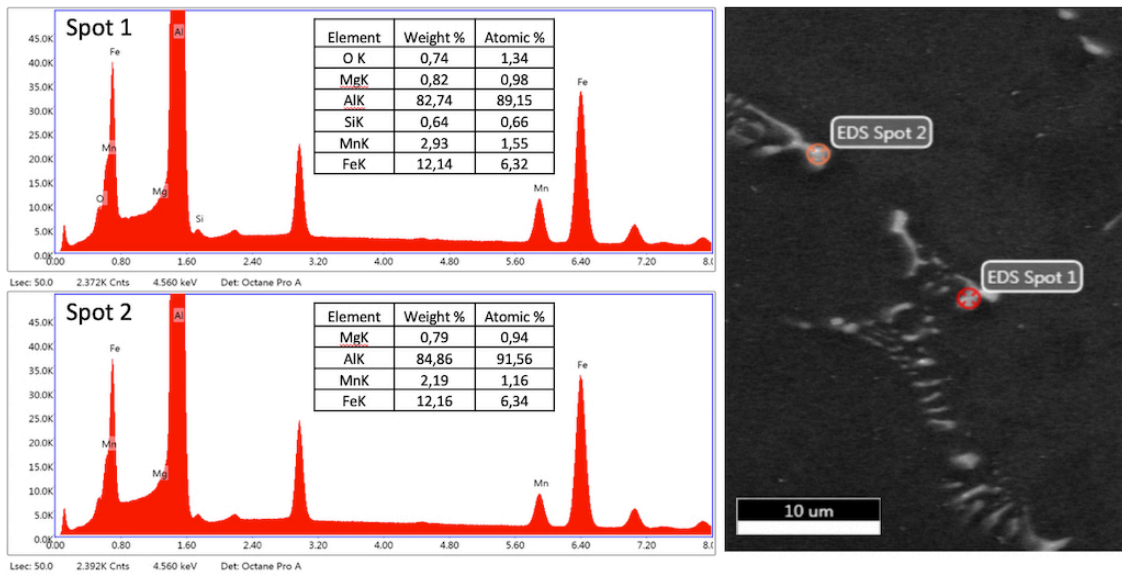 Spot 1
45.0K
40.0K
35.0K
30.0K
25.0K
20.0K
15.0K
10.0K
5.0K
0.0K
Fe
Mn
O
Mg
Al
Si
Mn
Fe
0.00 0.80 1.60 2.40 3.20 4.00 4.80 5.60 6.40 7.20 8.0
Lsec: 50.0 2.372K Cnts 4.560 keV Det: Octane Pro A
Element Weight % Atomic %
O K 0,74 1,34
MgK 0,82 0,98
AlK 82,74 89,15
SiK 0,64 0,66
MnK 2,93 1,55
FeK 12,14 6,32
Spot 2
45.0K
40.0K
35.0K
30.0K
25.0K
20.0K
15.0K
10.0K
5.0K
0.0K
Fe
Mn
Mg
Al
Mn
Fe
0.00 0.80 1.60 2.40 3.20 4.00 4.80 5.60 6.40 7.20 8.0
Lsec: 50.0 2.392K Cnts 4.560 keV Det: Octane Pro A
Element Weight % Atomic %
MgK 0,79 0,94
AlK 84,86 91,56
MnK 2,19 1,16
FeK 12,16 6,34
EDS Spot 2
EDS Spot 1
10 um